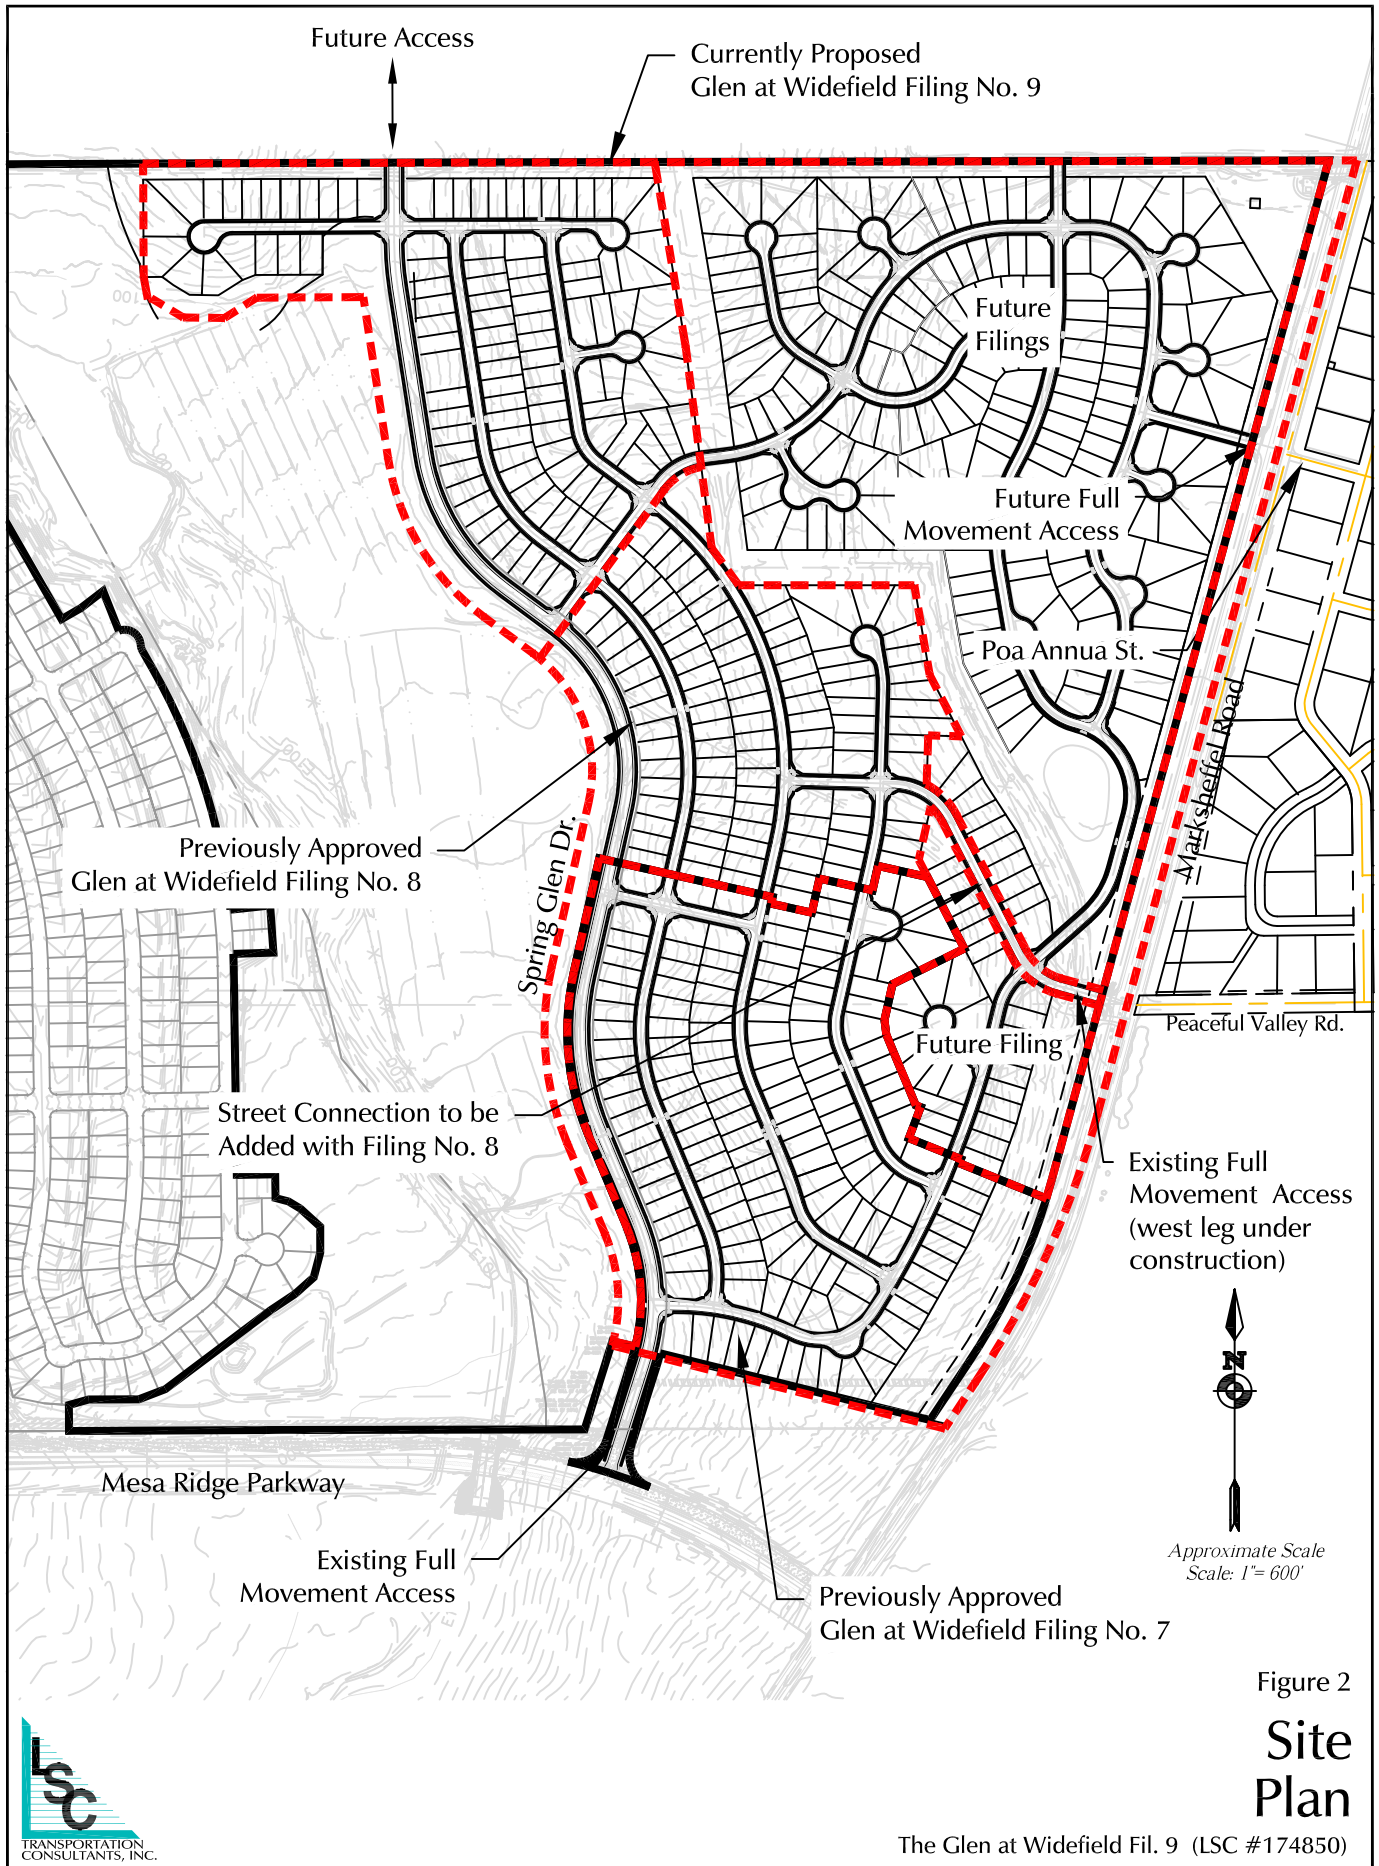 Future Access
Currently Proposed
Glen at Widefield Filing No. 9
Future
Filings
Future Full
Movement Access
Poa Annua St.
Marksheffel Road
Previously Approved
Glen at Widefield Filing No. 8
Spring Glen Dr.
Peaceful Valley Rd.
Future Filing
Street Connection to be
Added with Filing No. 8
Existing Full
Movement Access
(west leg under
construction)
N
Mesa Ridge Parkway
Existing Full
Movement Access
Approximate Scale
Scale: 1"= 600'
Previously Approved
Glen at Widefield Filing No. 7
Figure 2
Site
Plan
LSC
TRANSPORTATION
CONSULTANTS, INC.
The Glen at Widefield Fil. 9 (LSC #174850)